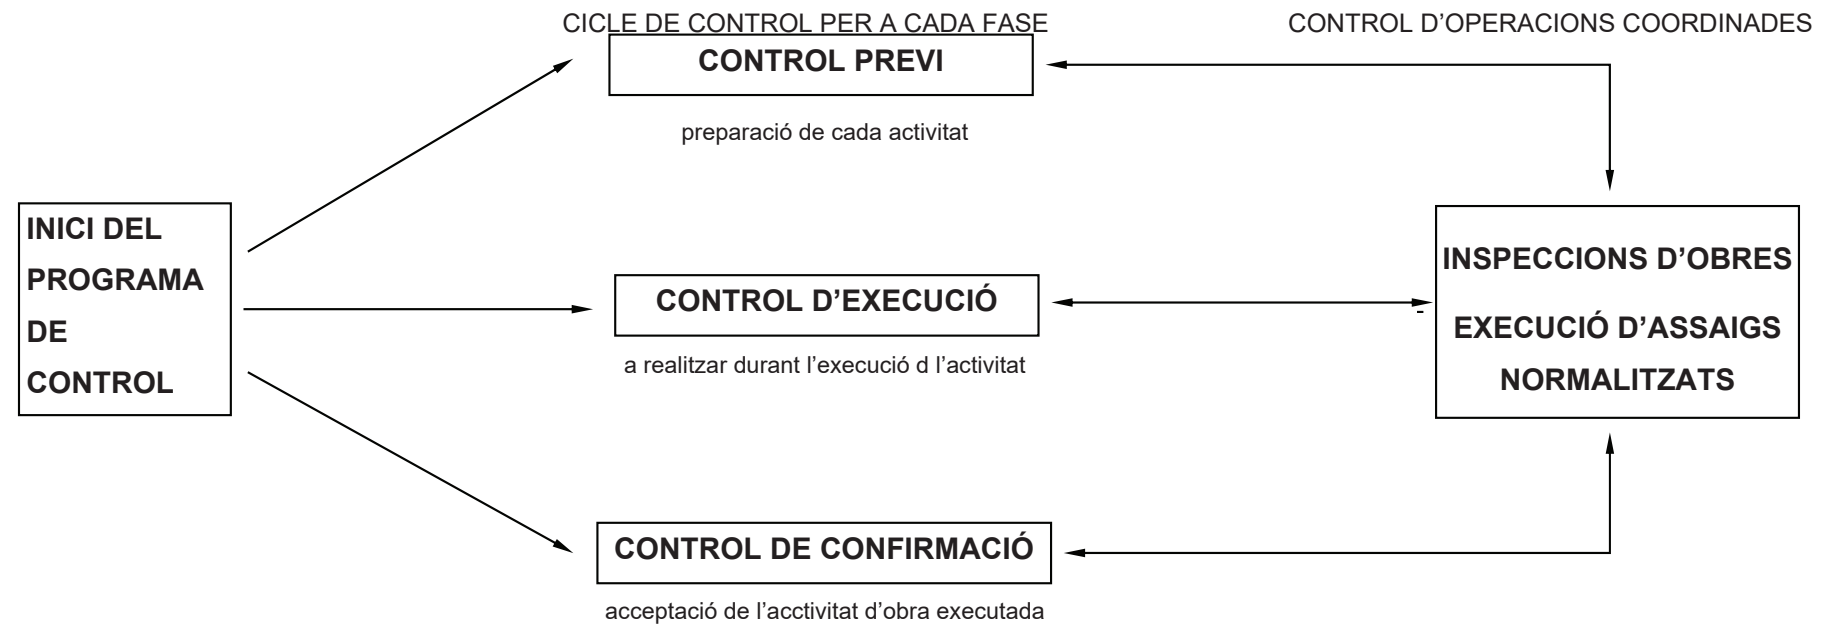 CICLE DE CONTROL PER A CADA FASE
CONTROL D’OPERACIONS COORDINADES
CONTROL PREVI
preparació de cada activitat
INICI DEL
PROGRAMA
DE
CONTROL
CONTROL D’EXECUCIÓ
a realitzar durant l’execució d l’activitat
-
INSPECCIONS D’OBRES
EXECUCIÓ D’ASSAIGS
NORMALITZATS
CONTROL DE CONFIRMACIÓ
acceptació de l’acctivitat d’obra executada